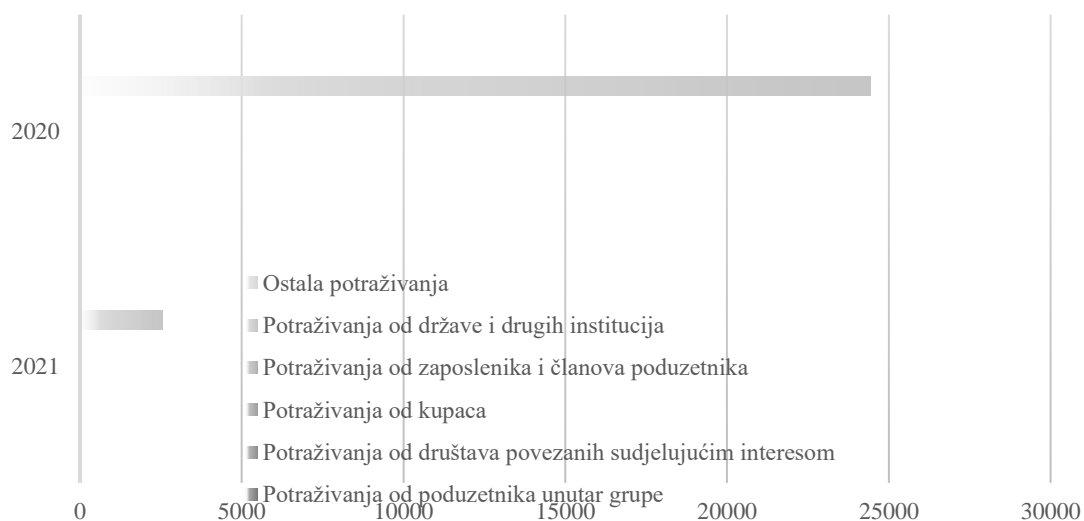 2020
Ostala potraživanja
Potraživanja od države i drugih institucija
2021
Potraživanja od zaposlenika i članova poduzetnika
Potraživanja od kupaca
Potraživanja od društava povezanih sudjelujućim interesom
Potraživanja od poduzetnika unutar grupe
0 5000 10000 15000 20000 25000 30000